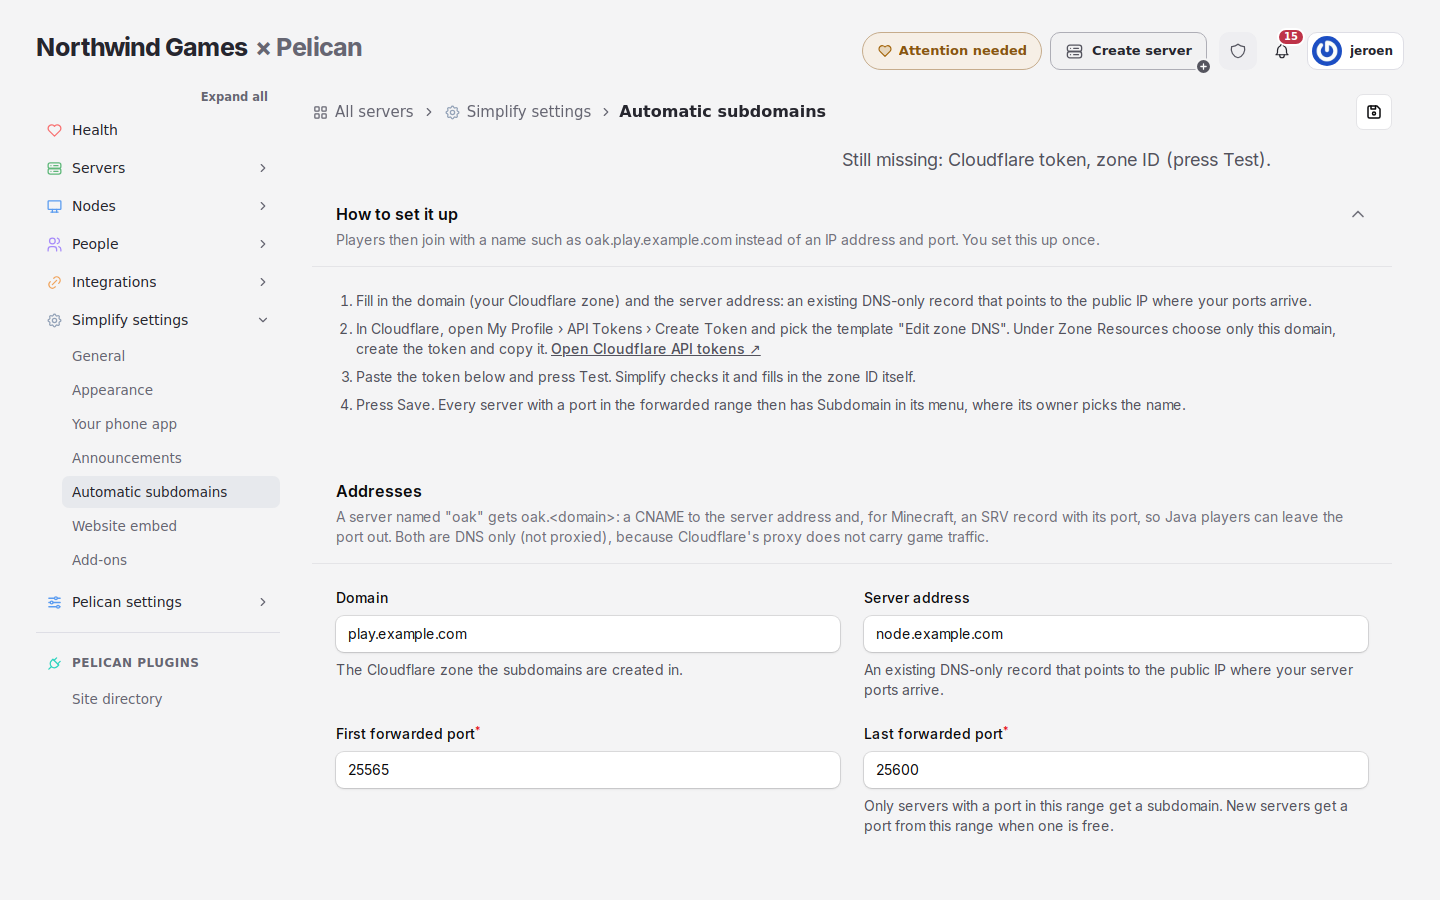 Northwind Games × Pelican
Attention needed
Create server
15
jeroen
Expand all
Health
Servers
Nodes
People
Integrations
Simplify settings
General
Appearance
Your phone app
Announcements
Automatic subdomains
Website embed
Add-ons
Pelican settings
PELICAN PLUGINS
Site directory
All servers › Simplify settings › Automatic subdomains
Still missing: Cloudflare token, zone ID (press Test).
How to set it up
Players then join with a name such as oak.play.example.com instead of an IP address and port. You set this up once.
1. Fill in the domain (your Cloudflare zone) and the server address: an existing DNS-only record that points to the public IP where your ports arrive.
2. In Cloudflare, open My Profile › API Tokens › Create Token and pick the template "Edit zone DNS". Under Zone Resources choose only this domain,
create the token and copy it. Open Cloudflare API tokens ↗
3. Paste the token below and press Test. Simplify checks it and fills in the zone ID itself.
4. Press Save. Every server with a port in the forwarded range then has Subdomain in its menu, where its owner picks the name.
Addresses
A server named "oak" gets oak.<domain>: a CNAME to the server address and, for Minecraft, an SRV record with its port, so Java players can leave the
port out. Both are DNS only (not proxied), because Cloudflare's proxy does not carry game traffic.
Domain
play.example.com
The Cloudflare zone the subdomains are created in.
Server address
node.example.com
An existing DNS-only record that points to the public IP where your server
ports arrive.
First forwarded port*
25565
Last forwarded port*
25600
Only servers with a port in this range get a subdomain. New servers get a
port from this range when one is free.